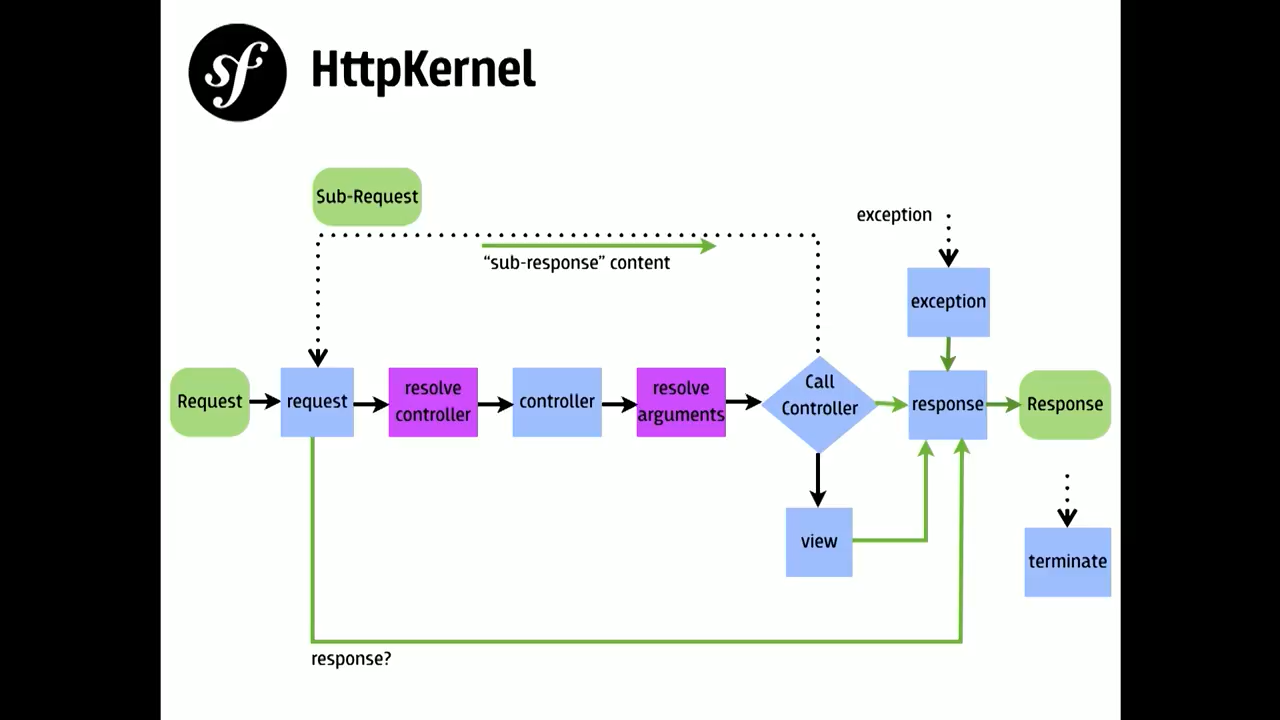 sf
HttpKernel
Sub-Request
exception
"sub-response" content
exception
Request
request
resolve
controller
controller
resolve
arguments
Call
Controller
response
Response
view
terminate
response?